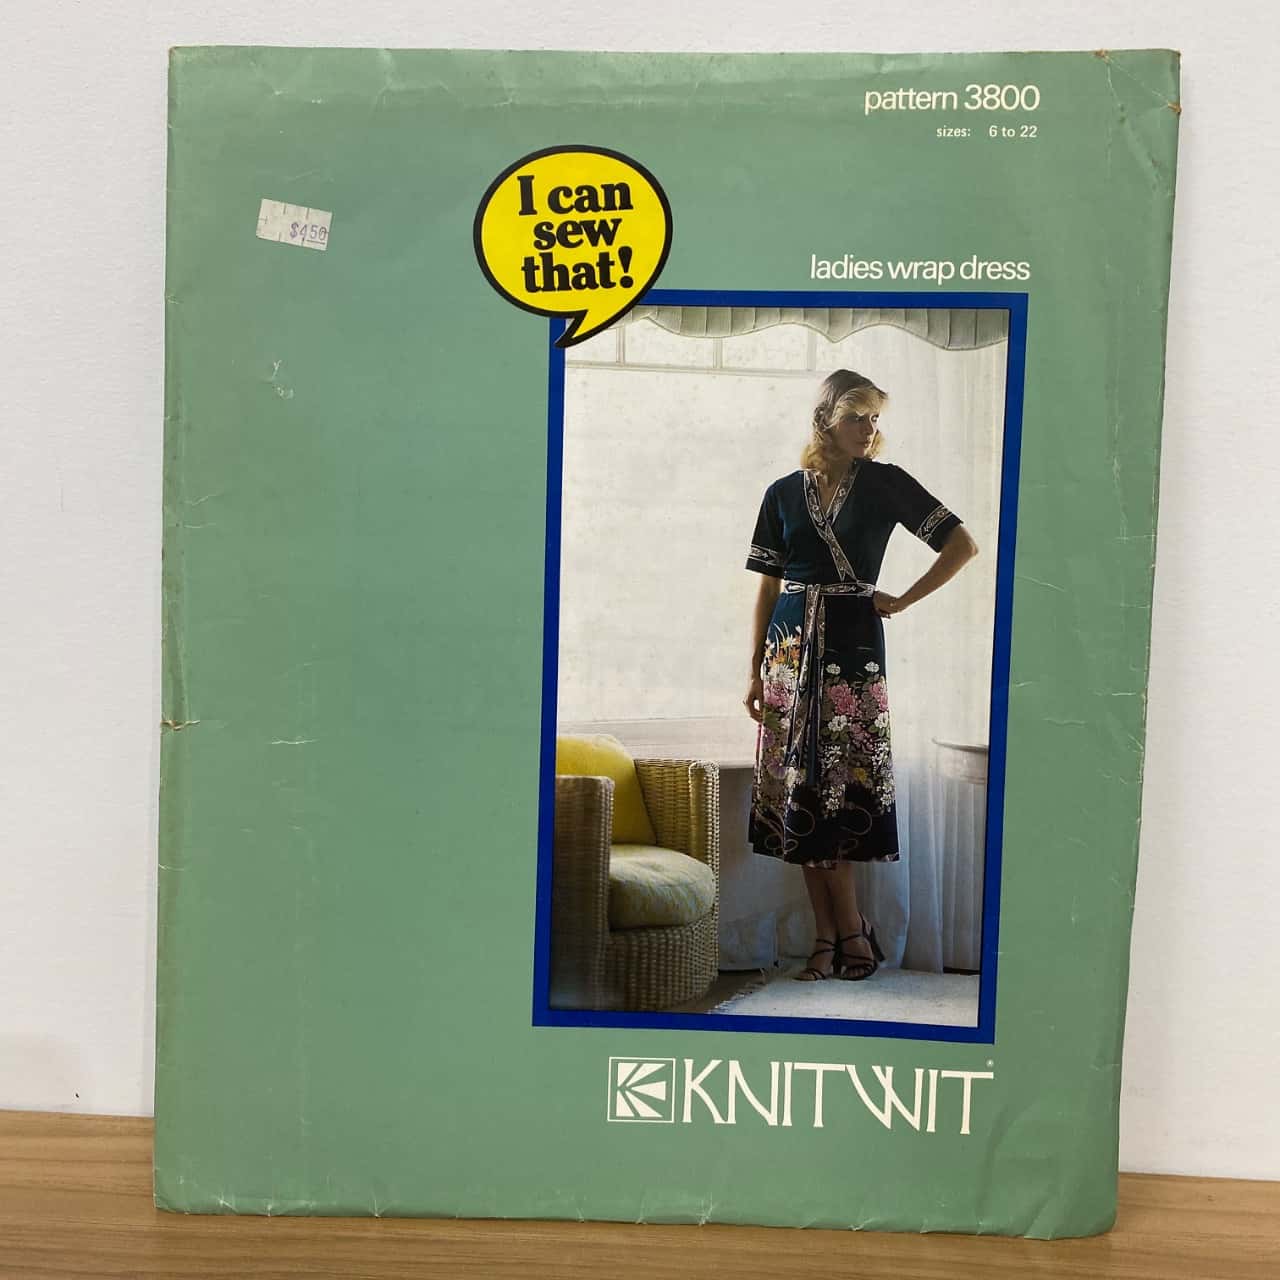 pattern 3800
sizes: 6 to 22
I can
sew
that!
$4.50
ladies wrap dress
KNITWIT®